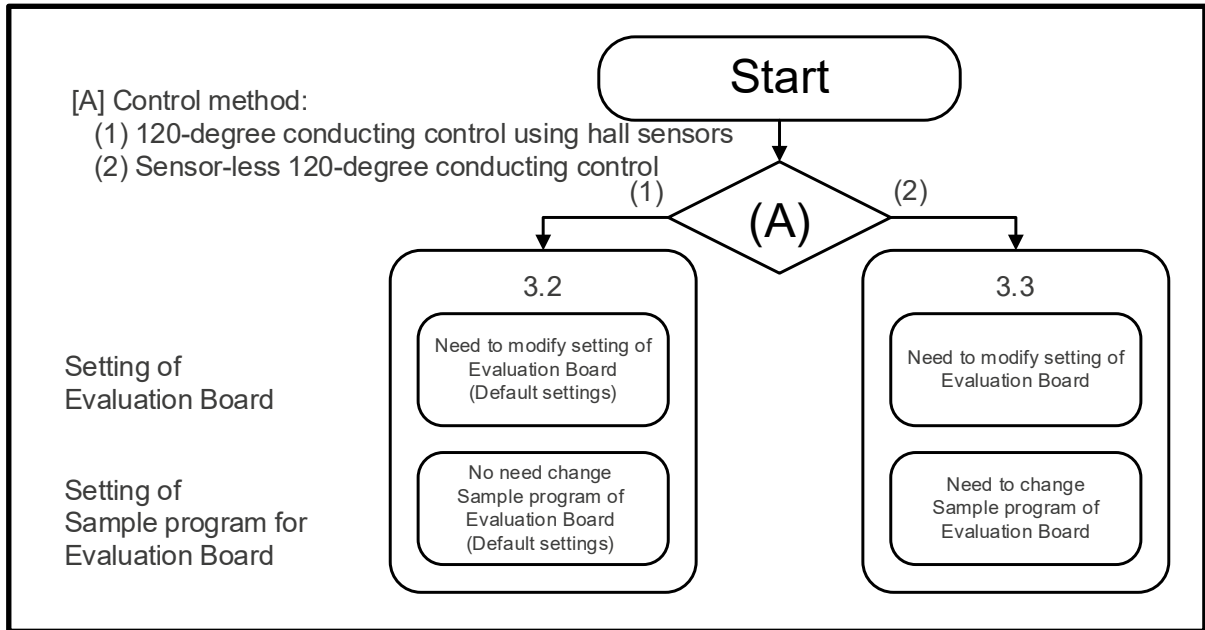 Start
[A] Control method:
(1) 120-degree conducting control using hall sensors
(2) Sensor-less 120-degree conducting control
(1)
(A)
(2)
3.2
3.3
Setting of
Evaluation Board
Need to modify setting of
Evaluation Board
(Default settings)
Need to modify setting of
Evaluation Board
Setting of
Sample program for
Evaluation Board
No need change
Sample program of
Evaluation Board
(Default settings)
Need to change
Sample program of
Evaluation Board